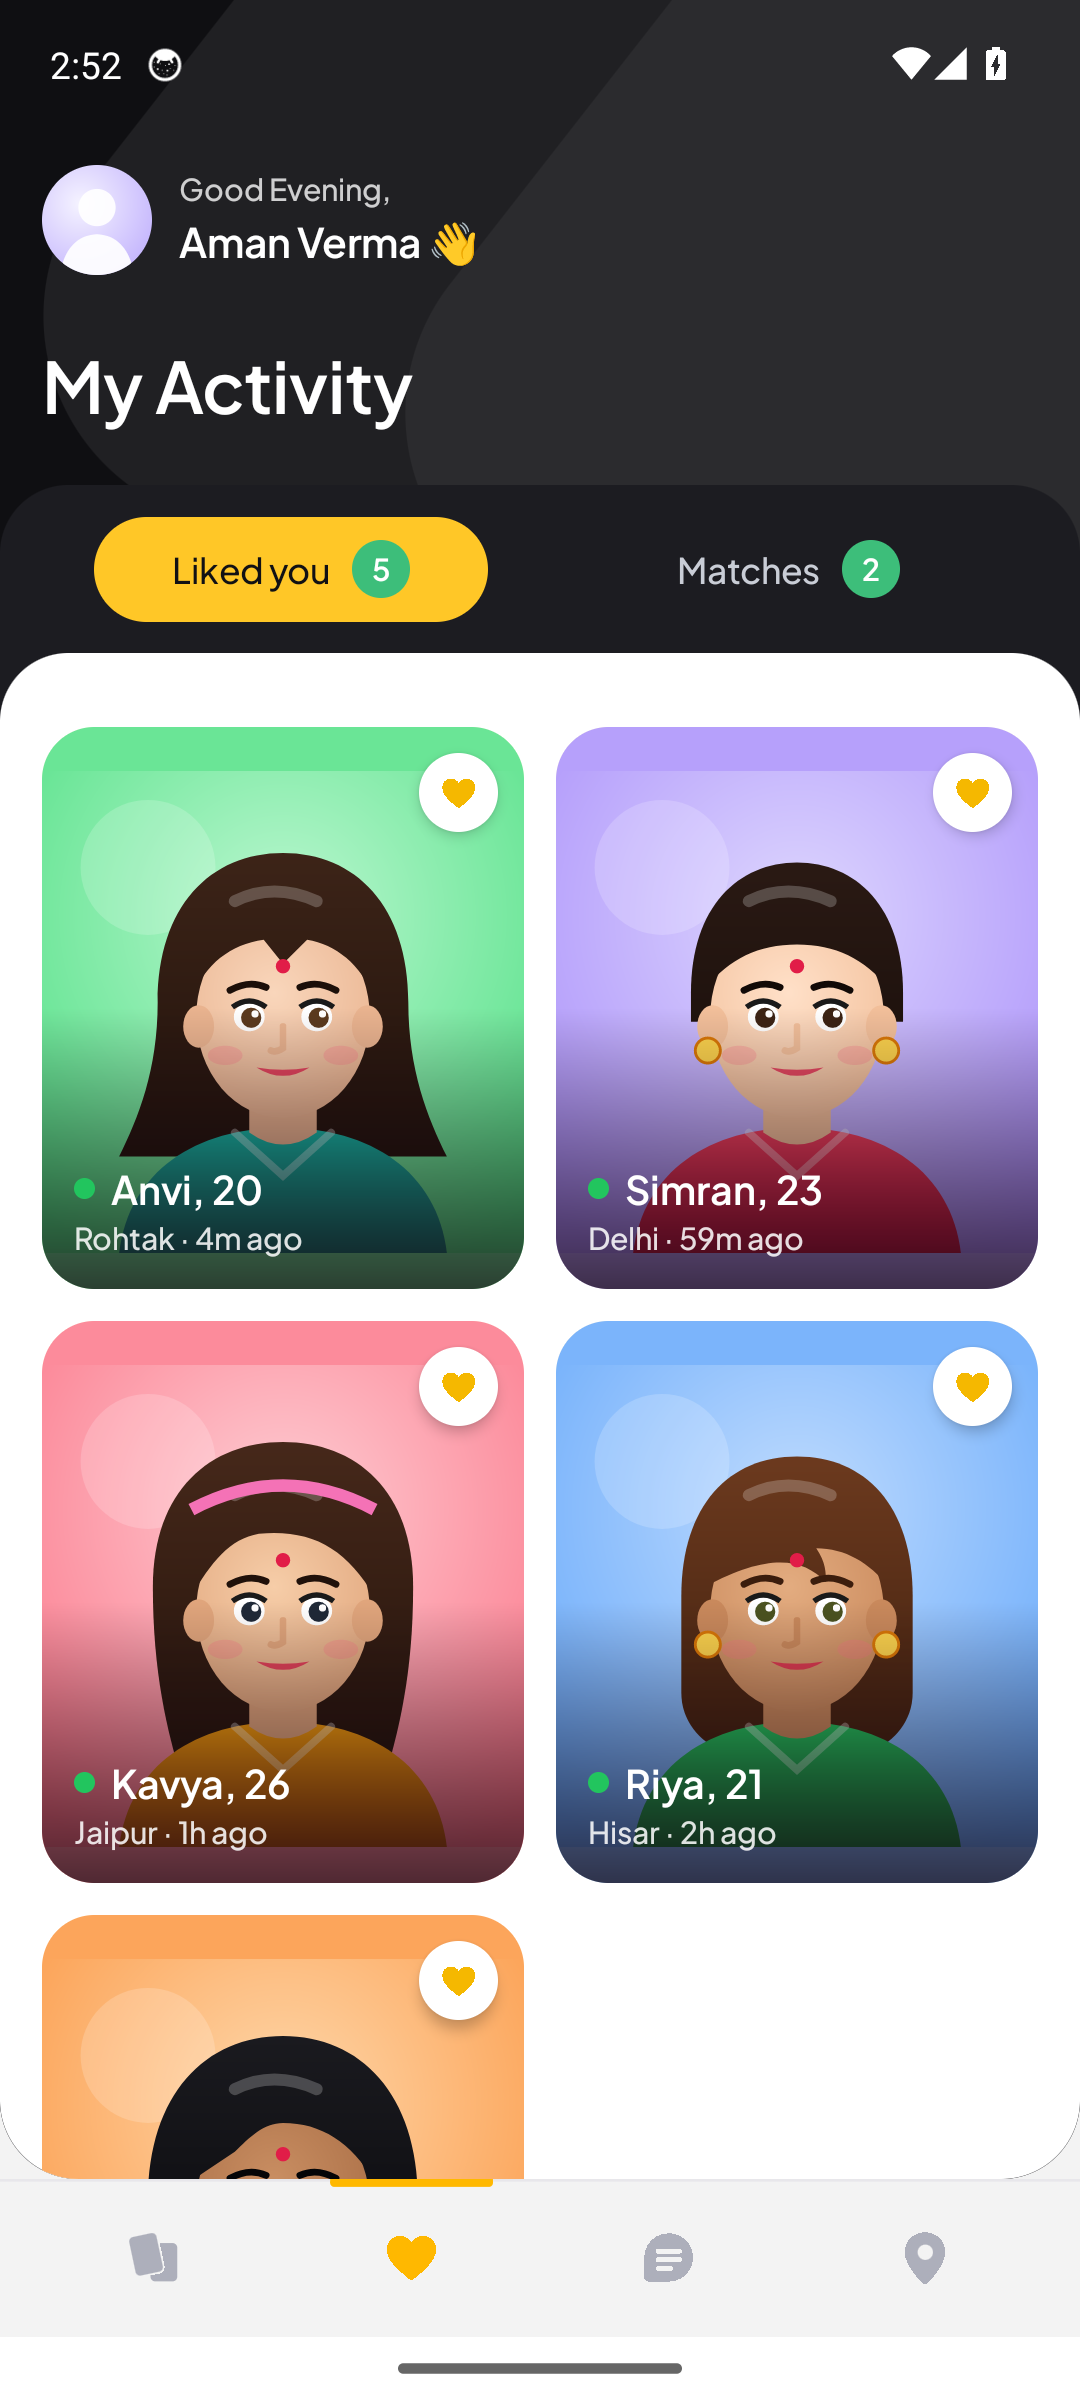 2:52
Good Evening,
Aman Verma 👋
My Activity
Liked you 5
Matches 2
Anvi, 20
Rohtak · 4m ago
Simran, 23
Delhi · 59m ago
Kavya, 26
Jaipur · 1h ago
Riya, 21
Hisar · 2h ago